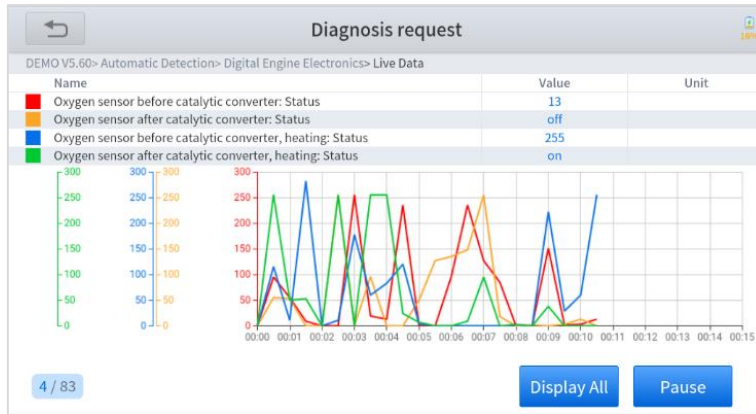 Diagnosis request
16%
DEMO V5.60> Automatic Detection> Digital Engine Electronics> Live Data
Name Value Unit
Oxygen sensor before catalytic converter: Status 13
Oxygen sensor after catalytic converter: Status off
Oxygen sensor before catalytic converter, heating: Status 255
Oxygen sensor after catalytic converter, heating: Status on
300 300 300 300
250 250 250 250
200 200 200 200
150 150 150 150
100 100 100 100
50 50 50 50
0 0 0 0
00:00 00:01 00:02 00:03 00:04 00:05 00:06 00:07 00:08 00:09 00:10 00:11 00:12 00:13 00:14 00:15
4 / 83
Display All
Pause